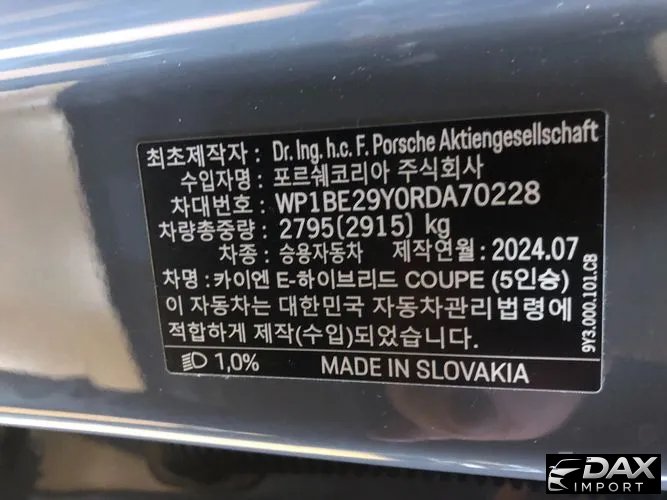 최초제작자 : Dr. Ing. h.c. F. Porsche Aktiengesellschaft
수입자명 : 포르쉐코리아 주식회사
차대번호 : WP1BE29Y0RDA70228
차량총중량 : 2795(2915) kg
차종 : 승용자동차 제작연월 : 2024.07
차명 : 카이엔 E-하이브리드 COUPE (5인승)
이 자동차는 대한민국 자동차관리법령에
적합하게 제작(수입)되었습니다.
1,0% MADE IN SLOVAKIA
9Y3.000.101.CB
DAX
IMPORT